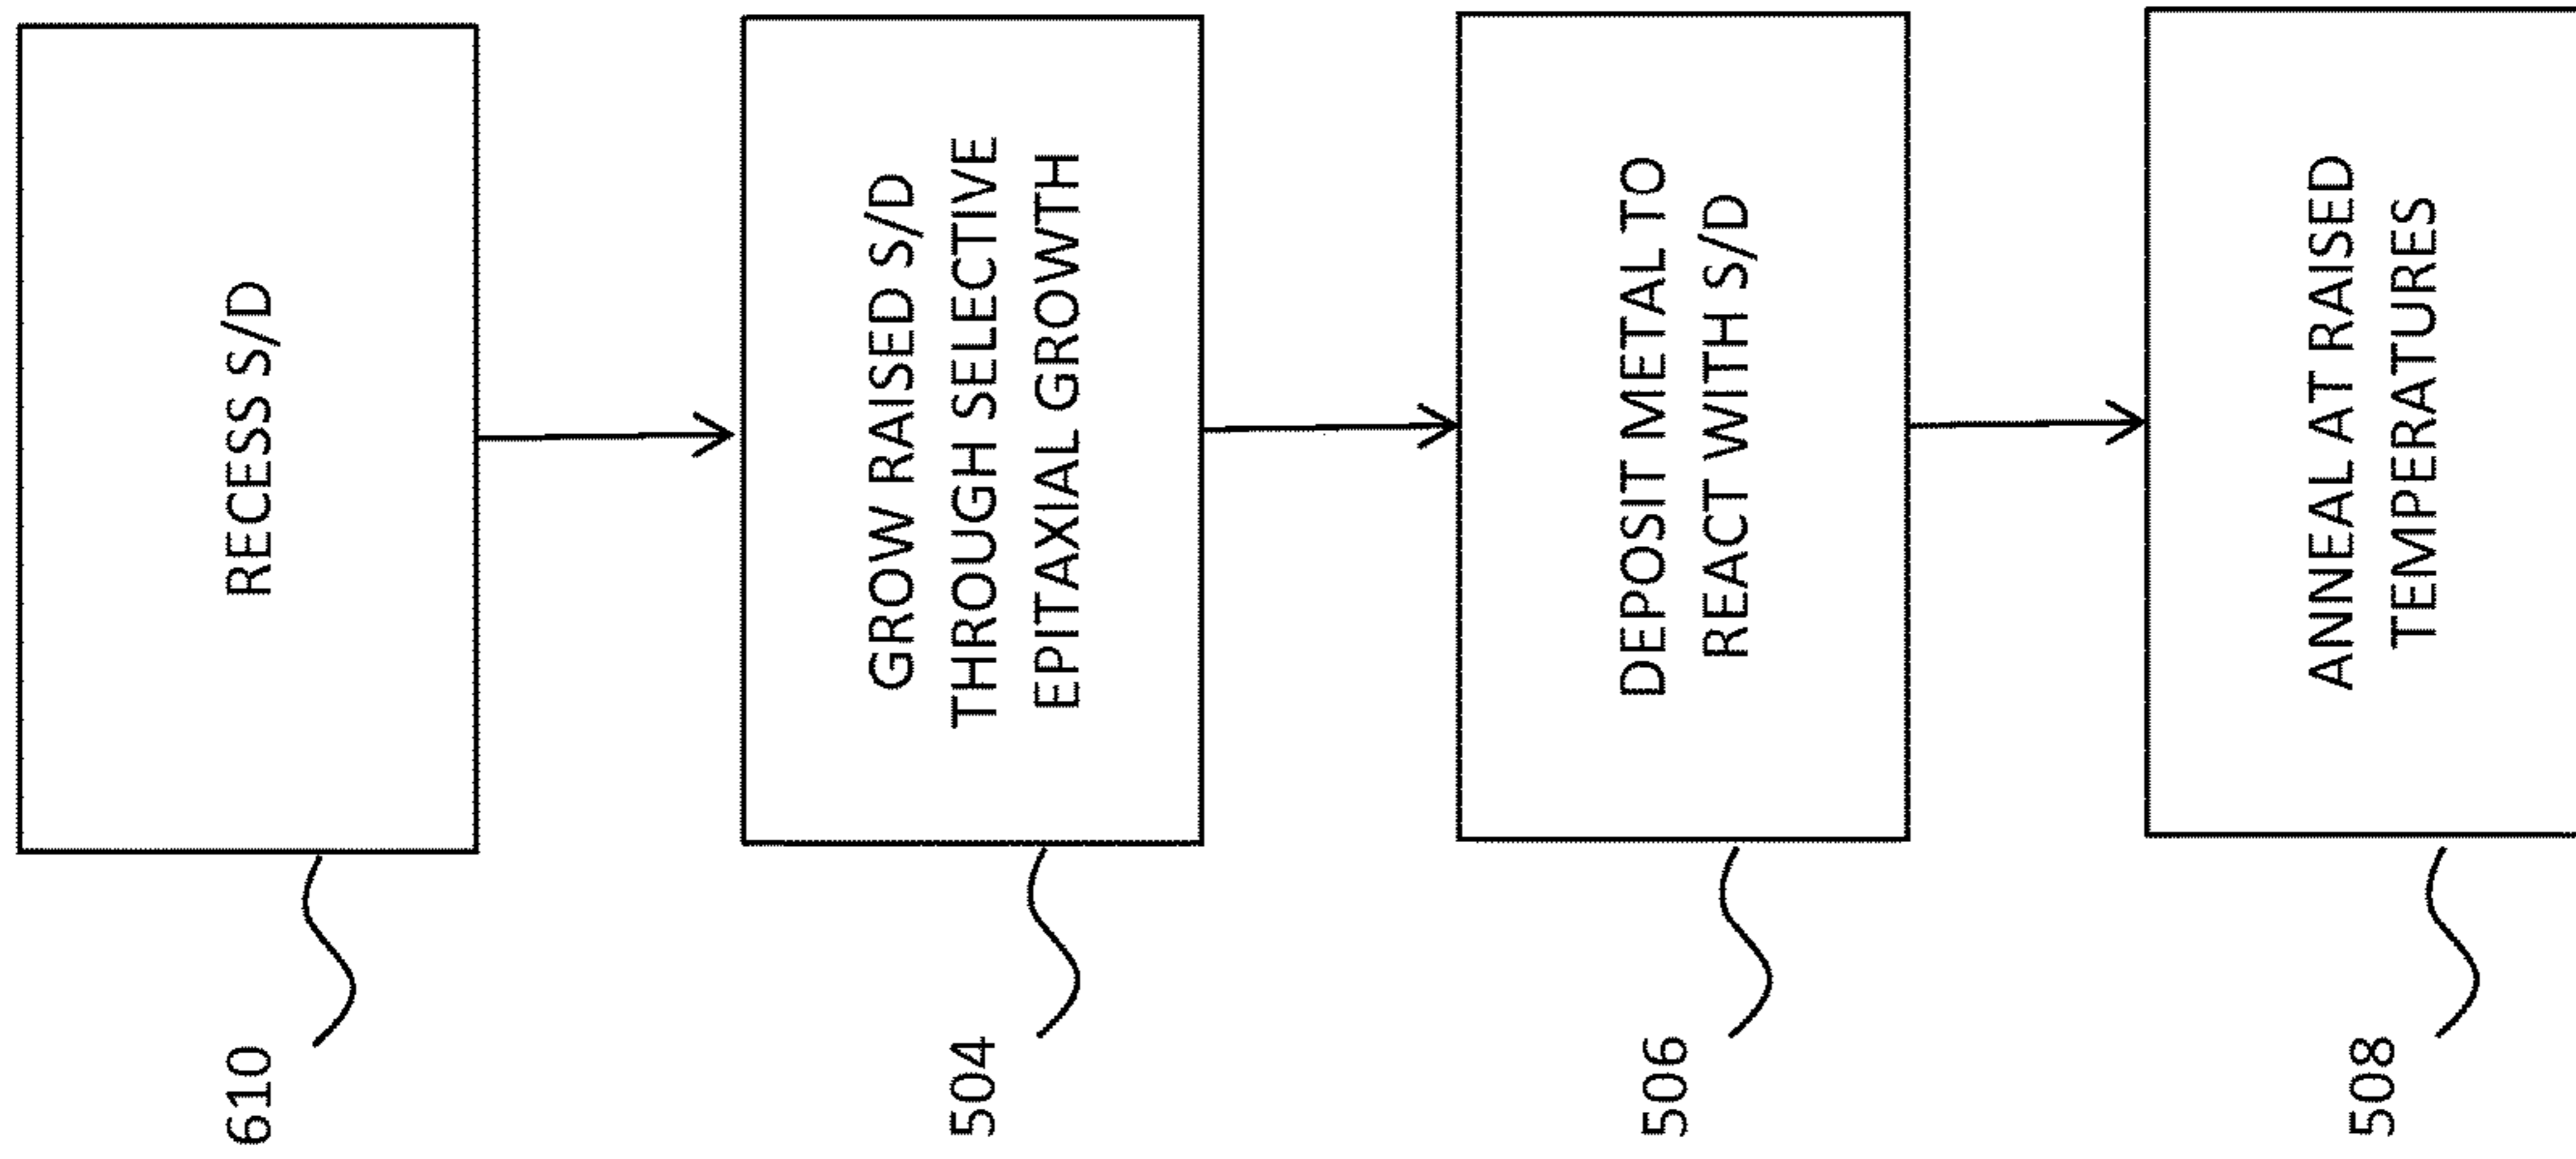 610
RECESS S/D
504
GROW RAISED S/D
THROUGH SELECTIVE
EPITAXIAL GROWTH
506
DEPOSIT METAL TO
REACT WITH S/D
508
ANNEAL AT RAISED
TEMPERATURES